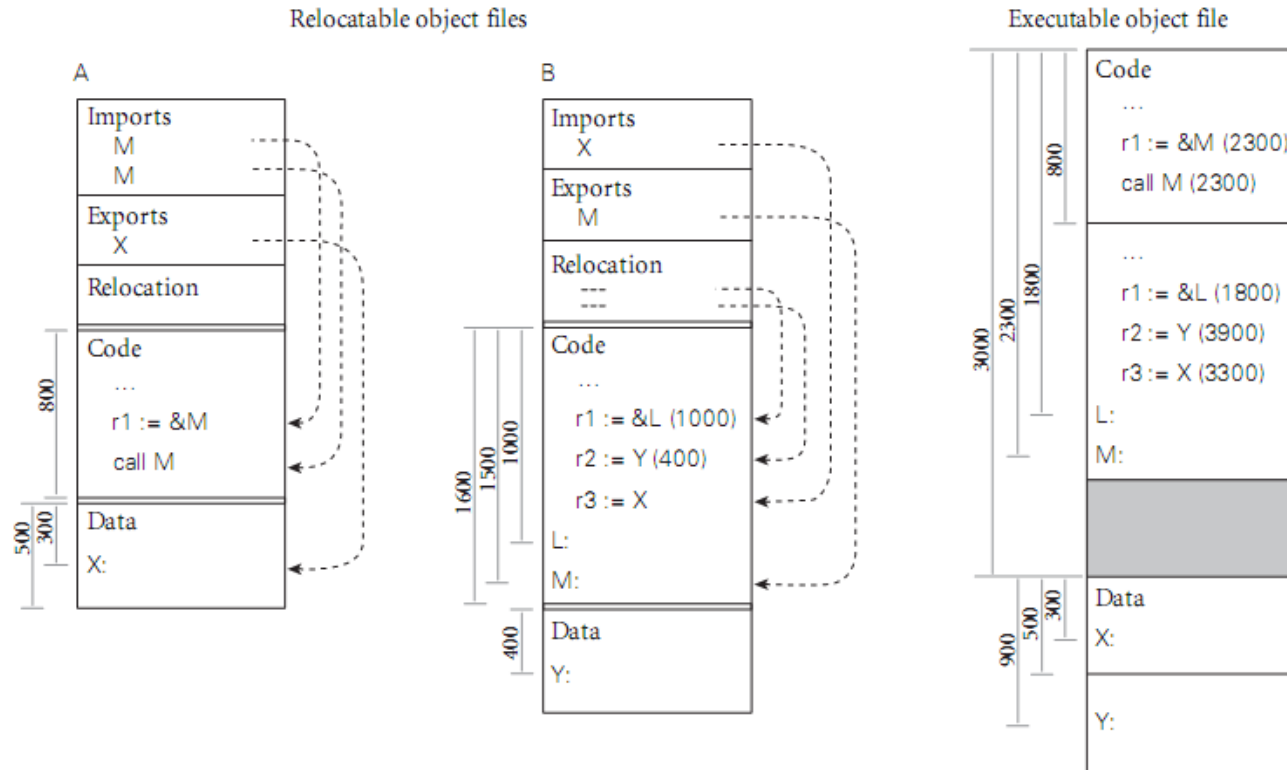 Relocatable object files
Executable object file
A
Imports
M
M
Exports
X
Relocation
Code
...
r1 := &M
call M
Data
X:
800
500
300
B
Imports
X
Exports
M
Relocation
---
---
Code
...
r1 := &L (1000)
r2 := Y (400)
r3 := X
L:
M:
Data
Y:
1600
1500
1000
400
Code
...
r1 := &M (2300)
call M (2300)
...
r1 := &L (1800)
r2 := Y (3900)
r3 := X (3300)
L:
M:
Data
X:
Y:
3000
2300
1800
800
900
500
300